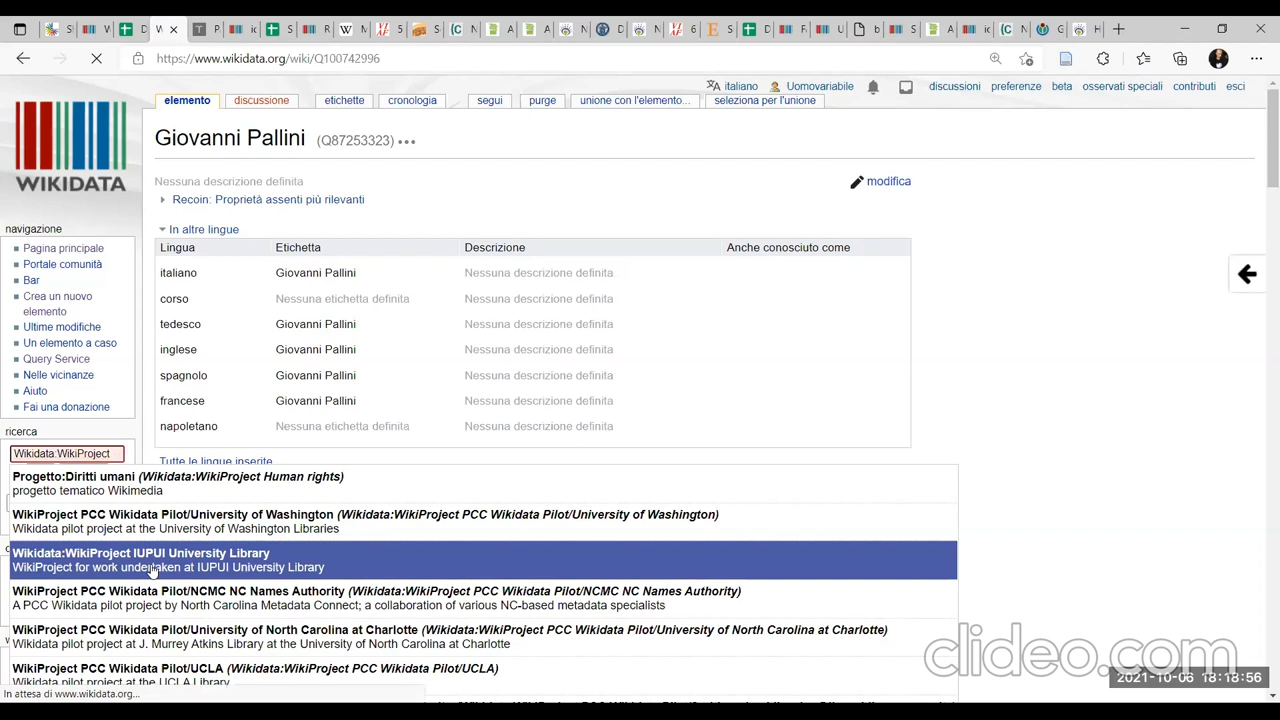 https://www.wikidata.org/wiki/Q100742996
italiano Uomovariabile discussioni preferenze beta osservati speciali contributi esci
elemento discussione etichette cronologia segui purge unione con l'elemento... seleziona per l'unione
WIKIDATA
Giovanni Pallini (Q87253323)
Nessuna descrizione definita modifica
Recoin: Proprietà assenti più rilevanti
In altre lingue
Lingua Etichetta Descrizione Anche conosciuto come
italiano Giovanni Pallini Nessuna descrizione definita
corso Nessuna etichetta definita Nessuna descrizione definita
tedesco Giovanni Pallini Nessuna descrizione definita
inglese Giovanni Pallini Nessuna descrizione definita
spagnolo Giovanni Pallini Nessuna descrizione definita
francese Giovanni Pallini Nessuna descrizione definita
napoletano Nessuna etichetta definita Nessuna descrizione definita
Tutte le lingue inserite
navigazione
Pagina principale
Portale comunità
Bar
Crea un nuovo
elemento
Ultime modifiche
Un elemento a caso
Query Service
Nelle vicinanze
Aiuto
Fai una donazione
ricerca
Wikidata:WikiProject
Progetto:Diritti umani (Wikidata:WikiProject Human rights)
progetto tematico Wikimedia
WikiProject PCC Wikidata Pilot/University of Washington (Wikidata:WikiProject PCC Wikidata Pilot/University of Washington)
Wikidata pilot project at the University of Washington Libraries
Wikidata:WikiProject IUPUI University Library
WikiProject for work undertaken at IUPUI University Library
WikiProject PCC Wikidata Pilot/NCMC NC Names Authority (Wikidata:WikiProject PCC Wikidata Pilot/NCMC NC Names Authority)
A PCC Wikidata pilot project by North Carolina Metadata Connect; a collaboration of various NC-based metadata specialists
WikiProject PCC Wikidata Pilot/University of North Carolina at Charlotte (Wikidata:WikiProject PCC Wikidata Pilot/University of North Carolina at Charlotte)
Wikidata pilot project at J. Murrey Atkins Library at the University of North Carolina at Charlotte
WikiProject PCC Wikidata Pilot/UCLA (Wikidata:WikiProject PCC Wikidata Pilot/UCLA)
Wikidata pilot project at the UCLA Library
In attesa di www.wikidata.org...
clideo.com
2021-10-06 18:18:56